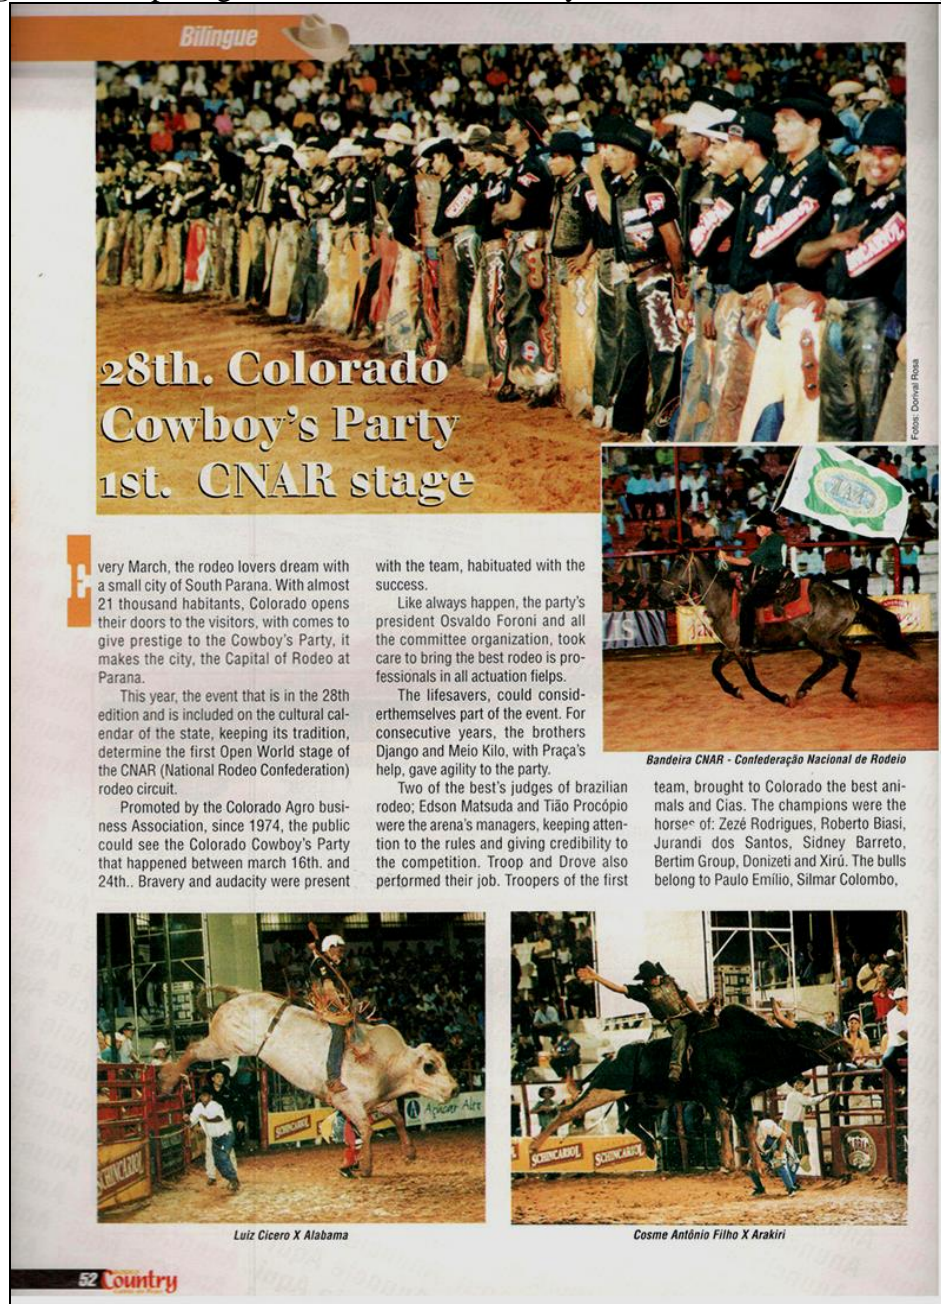 Bilingue
28th. Colorado
Cowboy's Party
1st. CNAR stage
Fotos: Dorival Rosa
Every March, the rodeo lovers dream with
a small city of South Parana. With almost
21 thousand habitants, Colorado opens
their doors to the visitors, with comes to
give prestige to the Cowboy's Party, it
makes the city, the Capital of Rodeo at
Parana.
This year, the event that is in the 28th
edition and is included on the cultural cal-
endar of the state, keeping its tradition,
determine the first Open World stage of
the CNAR (National Rodeo Confederation)
rodeo circuit.
Promoted by the Colorado Agro busi-
ness Association, since 1974, the public
could see the Colorado Cowboy's Party
that happened between march 16th. and
24th.. Bravery and audacity were present
with the team, habituated with the
success.
Like always happen, the party's
president Osvaldo Foroni and all
the committee organization, took
care to bring the best rodeo is pro-
fessionals in all actuation fielps.
The lifesavers, could consid-
erthemselves part of the event. For
consecutive years, the brothers
Django and Meio Kilo, with Praça's
help, gave agility to the party.
Two of the best's judges of brazilian
rodeo; Edson Matsuda and Tião Procópio
were the arena's managers, keeping atten-
tion to the rules and giving credibility to
the competition. Troop and Drove also
performed their job. Troopers of the first
Bandeira CNAR - Confederação Nacional de Rodeio
team, brought to Colorado the best ani-
mals and Cias. The champions were the
horses of: Zezé Rodrigues, Roberto Biasi,
Jurandi dos Santos, Sidney Barreto,
Bertim Group, Donizeti and Xirú. The bulls
belong to Paulo Emílio, Silmar Colombo,
SCHINCARIOL
SCHINCARIOL
Açúcar Alto
SCHINCARIOL
SCHINCARIOL
Luiz Cicero X Alabama
Cosme Antônio Filho X Arakiri
52 Country